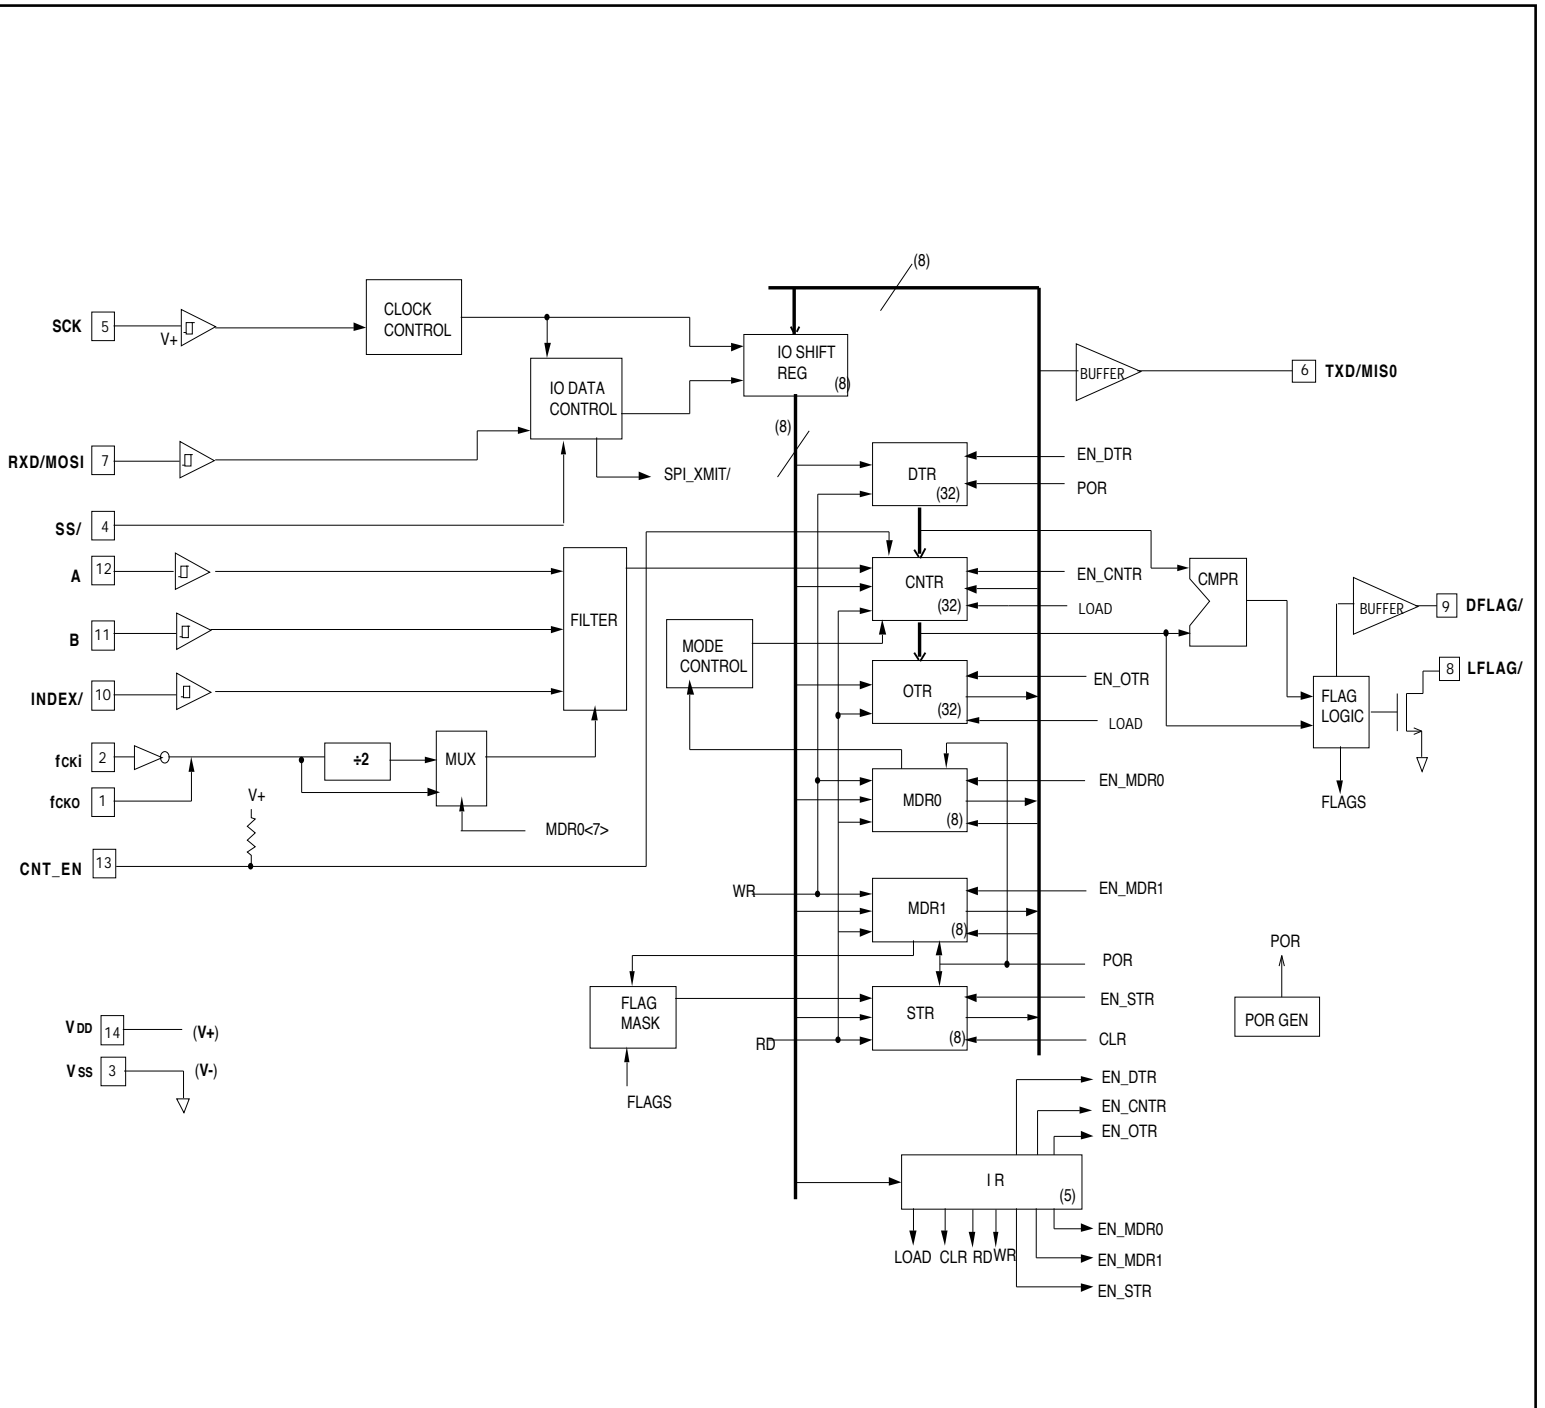 (8)
SCK 5
V+
CLOCK
CONTROL
IO SHIFT
REG
(8)
IO DATA
CONTROL
BUFFER
6 TXD/MIS0
(8)
RXD/MOSI 7
SPI_XMIT/
DTR
(32)
EN_DTR
POR
SS/ 4
A 12
B 11
INDEX/ 10
FILTER
CNTR
(32)
EN_CNTR
LOAD
CMPR
BUFFER
9 DFLAG/
MODE
CONTROL
OTR
(32)
EN_OTR
LOAD
FLAG
LOGIC
8 LFLAG/
FLAGS
fCKi 2
fCKO 1
÷2
MUX
V+
MDR0<7>
MDR0
(8)
EN_MDR0
CNT_EN 13
WR
MDR1
(8)
EN_MDR1
POR
POR
POR GEN
FLAG
MASK
STR
(8)
EN_STR
RD
CLR
FLAGS
VDD 14 (V+)
VSS 3 (V-)
EN_DTR
EN_CNTR
EN_OTR
I R
(5)
LOAD CLR RD WR
EN_MDR0
EN_MDR1
EN_STR